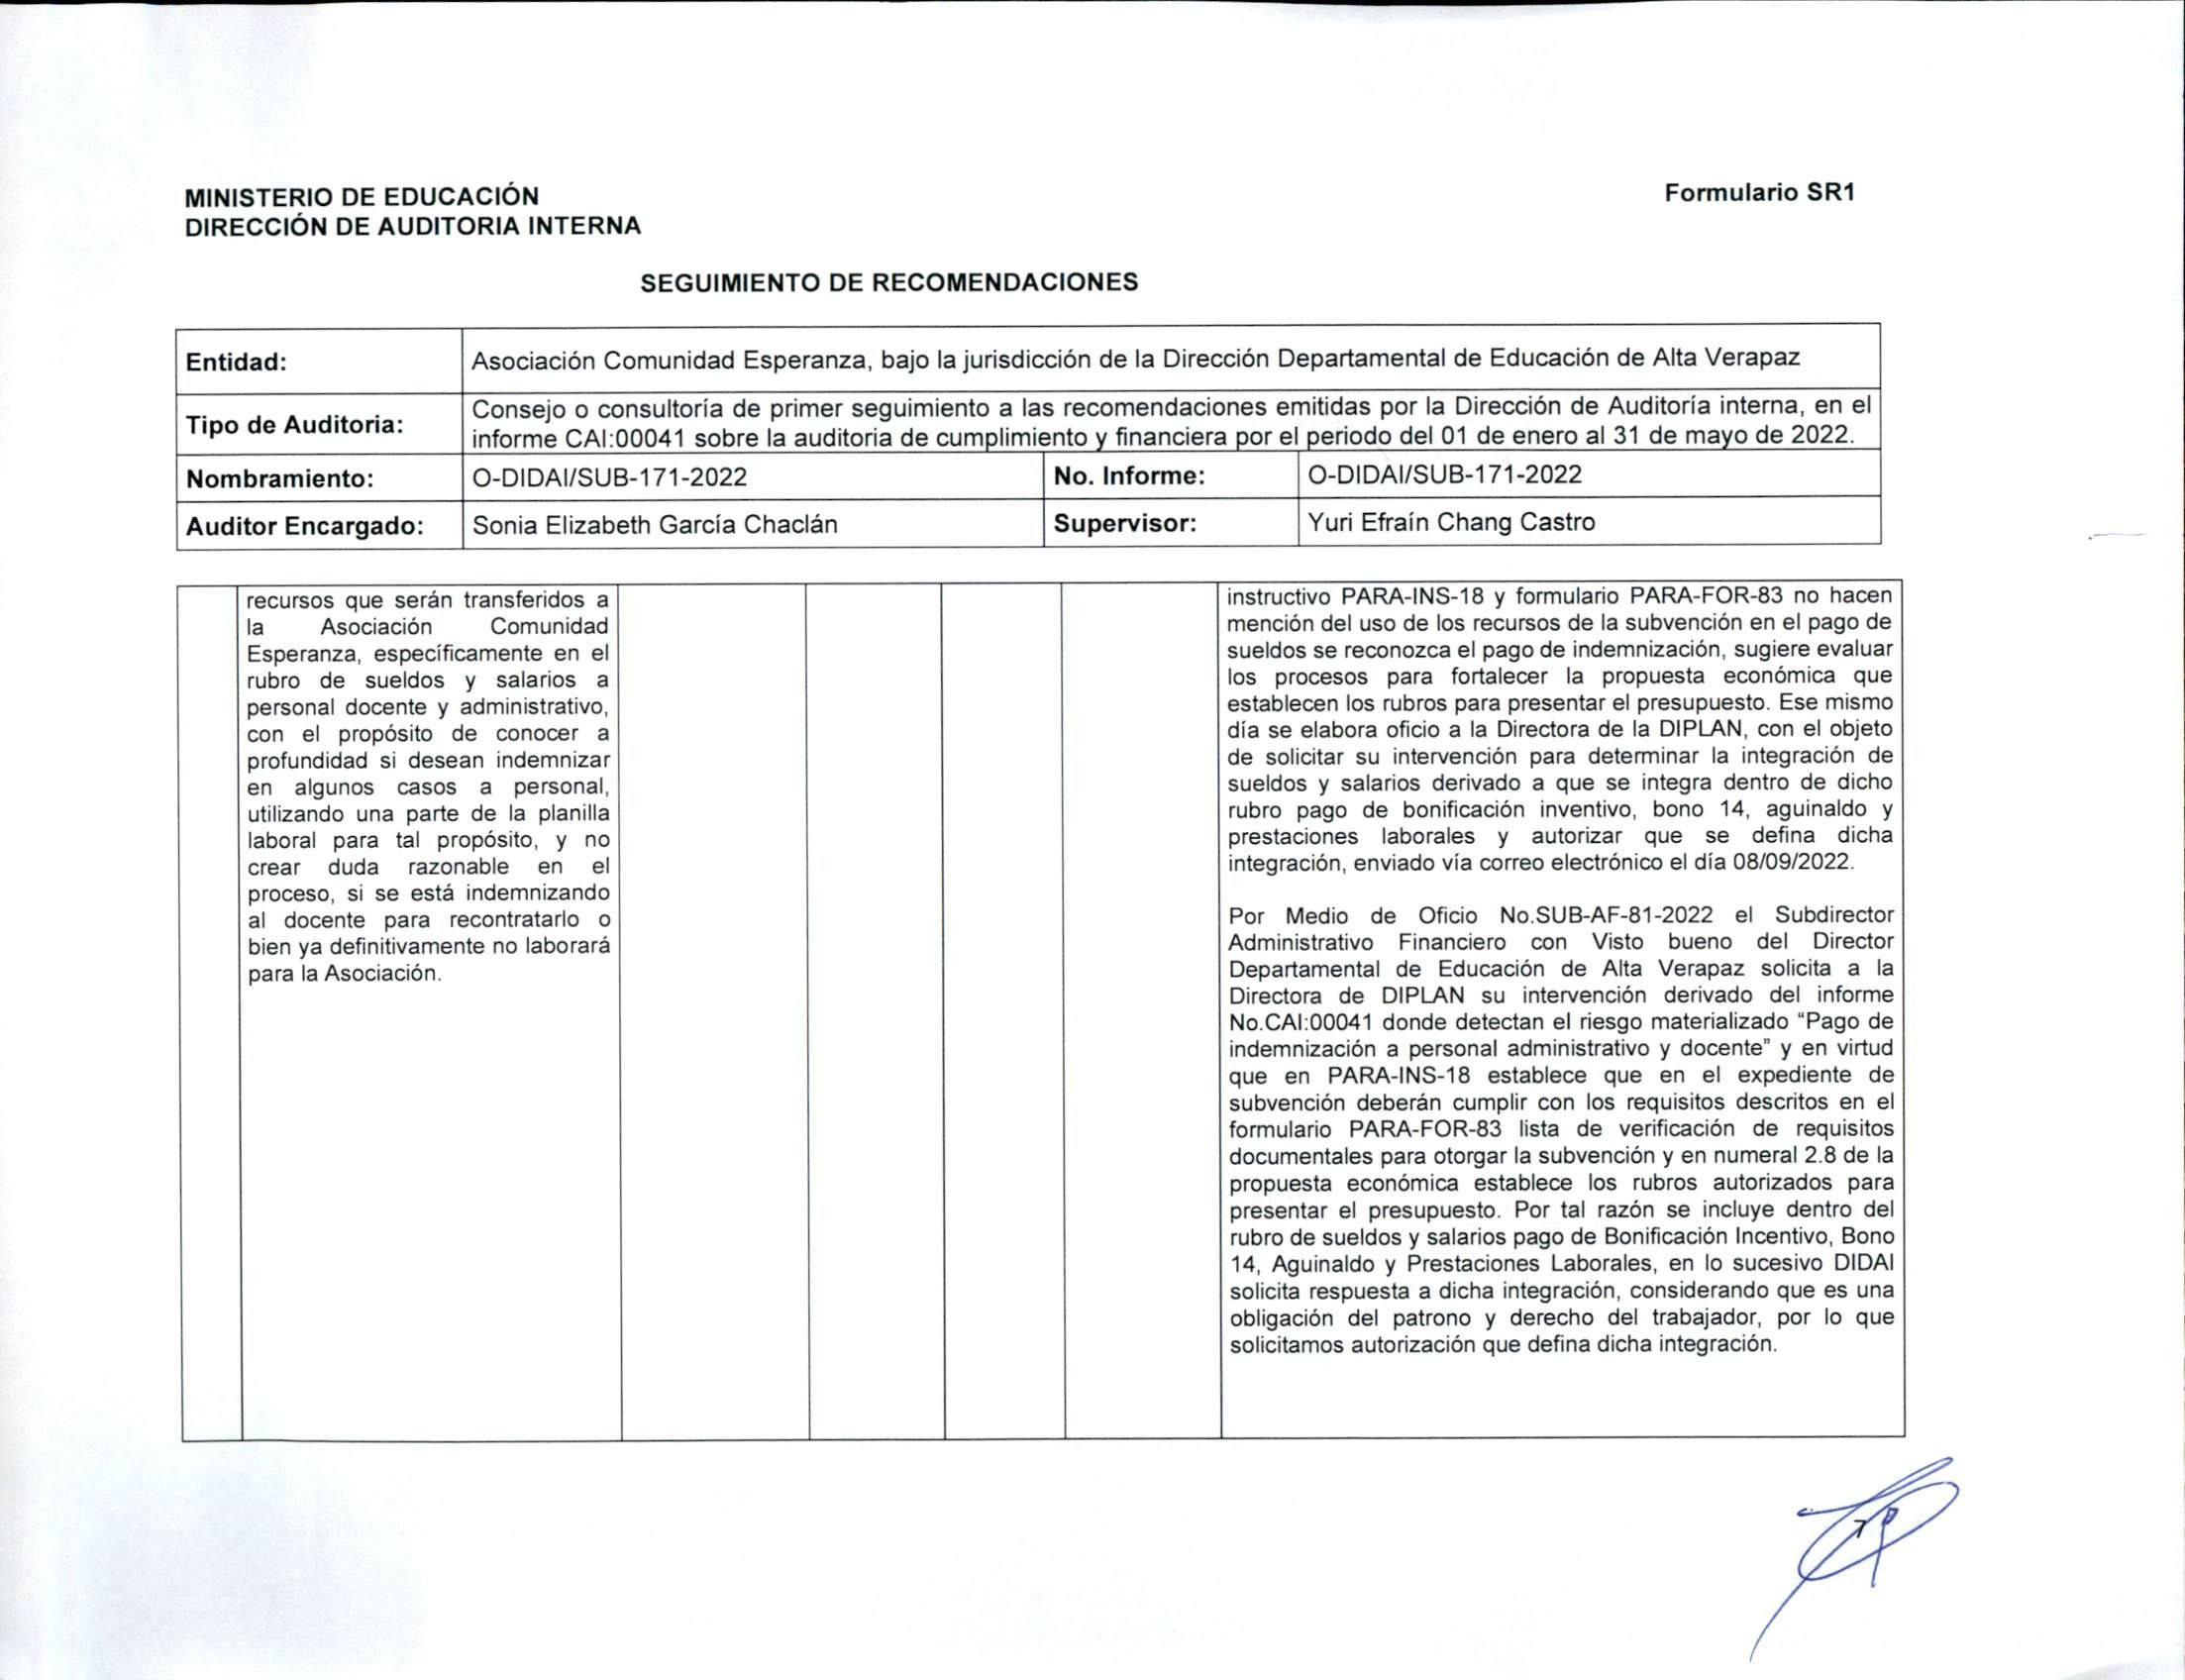 MINISTERIO DE EDUCACIÓN
DIRECCIÓN DE AUDITORIA INTERNA
Formulario SR1
SEGUIMIENTO DE RECOMENDACIONES
Entidad: Asociación Comunidad Esperanza, bajo la jurisdicción de la Dirección Departamental de Educación de Alta Verapaz
Tipo de Auditoria: Consejo o consultoría de primer seguimiento a las recomendaciones emitidas por la Dirección de Auditoría interna, en el
informe CAI:00041 sobre la auditoria de cumplimiento y financiera por el periodo del 01 de enero al 31 de mayo de 2022.
Nombramiento: O-DIDAI/SUB-171-2022 No. Informe: O-DIDAI/SUB-171-2022
Auditor Encargado: Sonia Elizabeth García Chaclán Supervisor: Yuri Efraín Chang Castro
recursos que serán transferidos a
la Asociación Comunidad
Esperanza, específicamente en el
rubro de sueldos y salarios a
personal docente y administrativo,
con el propósito de conocer a
profundidad si desean indemnizar
en algunos casos a personal,
utilizando una parte de la planilla
laboral para tal propósito, y no
crear duda razonable en el
proceso, si se está indemnizando
al docente para recontratarlo o
bien ya definitivamente no laborará
para la Asociación.
instructivo PARA-INS-18 y formulario PARA-FOR-83 no hacen
mención del uso de los recursos de la subvención en el pago de
sueldos se reconozca el pago de indemnización, sugiere evaluar
los procesos para fortalecer la propuesta económica que
establecen los rubros para presentar el presupuesto. Ese mismo
día se elabora oficio a la Directora de la DIPLAN, con el objeto
de solicitar su intervención para determinar la integración de
sueldos y salarios derivado a que se integra dentro de dicho
rubro pago de bonificación inventivo, bono 14, aguinaldo y
prestaciones laborales y autorizar que se defina dicha
integración, enviado vía correo electrónico el día 08/09/2022.
Por Medio de Oficio No.SUB-AF-81-2022 el Subdirector
Administrativo Financiero con Visto bueno del Director
Departamental de Educación de Alta Verapaz solicita a la
Directora de DIPLAN su intervención derivado del informe
No.CAI:00041 donde detectan el riesgo materializado “Pago de
indemnización a personal administrativo y docente” y en virtud
que en PARA-INS-18 establece que en el expediente de
subvención deberán cumplir con los requisitos descritos en el
formulario PARA-FOR-83 lista de verificación de requisitos
documentales para otorgar la subvención y en numeral 2.8 de la
propuesta económica establece los rubros autorizados para
presentar el presupuesto. Por tal razón se incluye dentro del
rubro de sueldos y salarios pago de Bonificación Incentivo, Bono
14, Aguinaldo y Prestaciones Laborales, en lo sucesivo DIDAI
solicita respuesta a dicha integración, considerando que es una
obligación del patrono y derecho del trabajador, por lo que
solicitamos autorización que defina dicha integración.
7